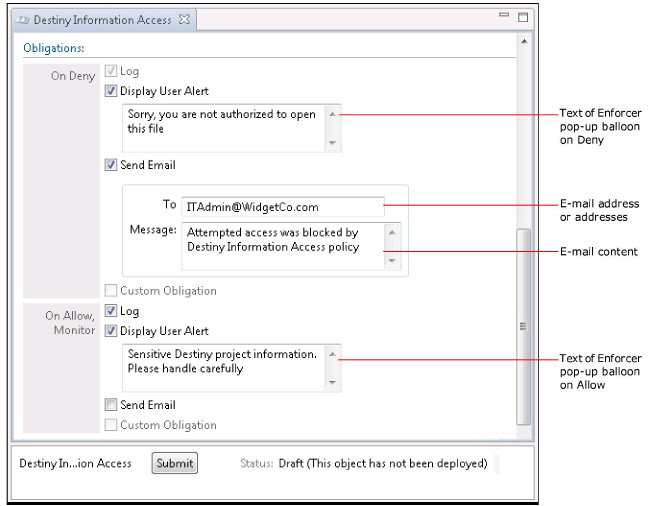 Destiny Information Access
Obligations:
On Deny
Log
Display User Alert
Sorry, you are not authorized to open
this file
Text of Enforcer
pop-up balloon
on Deny
Send Email
To
ITAdmin@WidgetCo.com
E-mail address
or addresses
Message:
Attempted access was blocked by
Destiny Information Access policy
E-mail content
Custom Obligation
On Allow,
Monitor
Log
Display User Alert
Sensitive Destiny project information.
Please handle carefully
Text of Enforcer
pop-up balloon
on Allow
Send Email
Custom Obligation
Destiny In...ion Access
Submit
Status: Draft (This object has not been deployed)